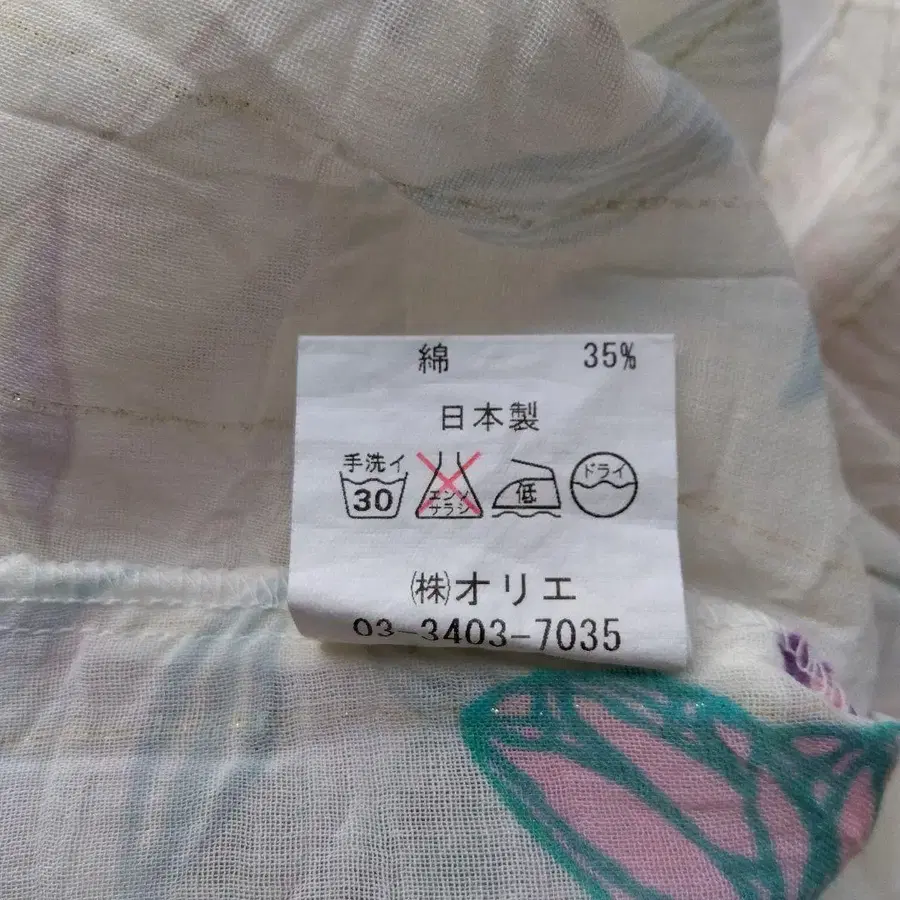 綿 35%
日本製
手洗イ
30
エンソ
サラシ
低
ドライ
㈱オリエ
03-3403-7035